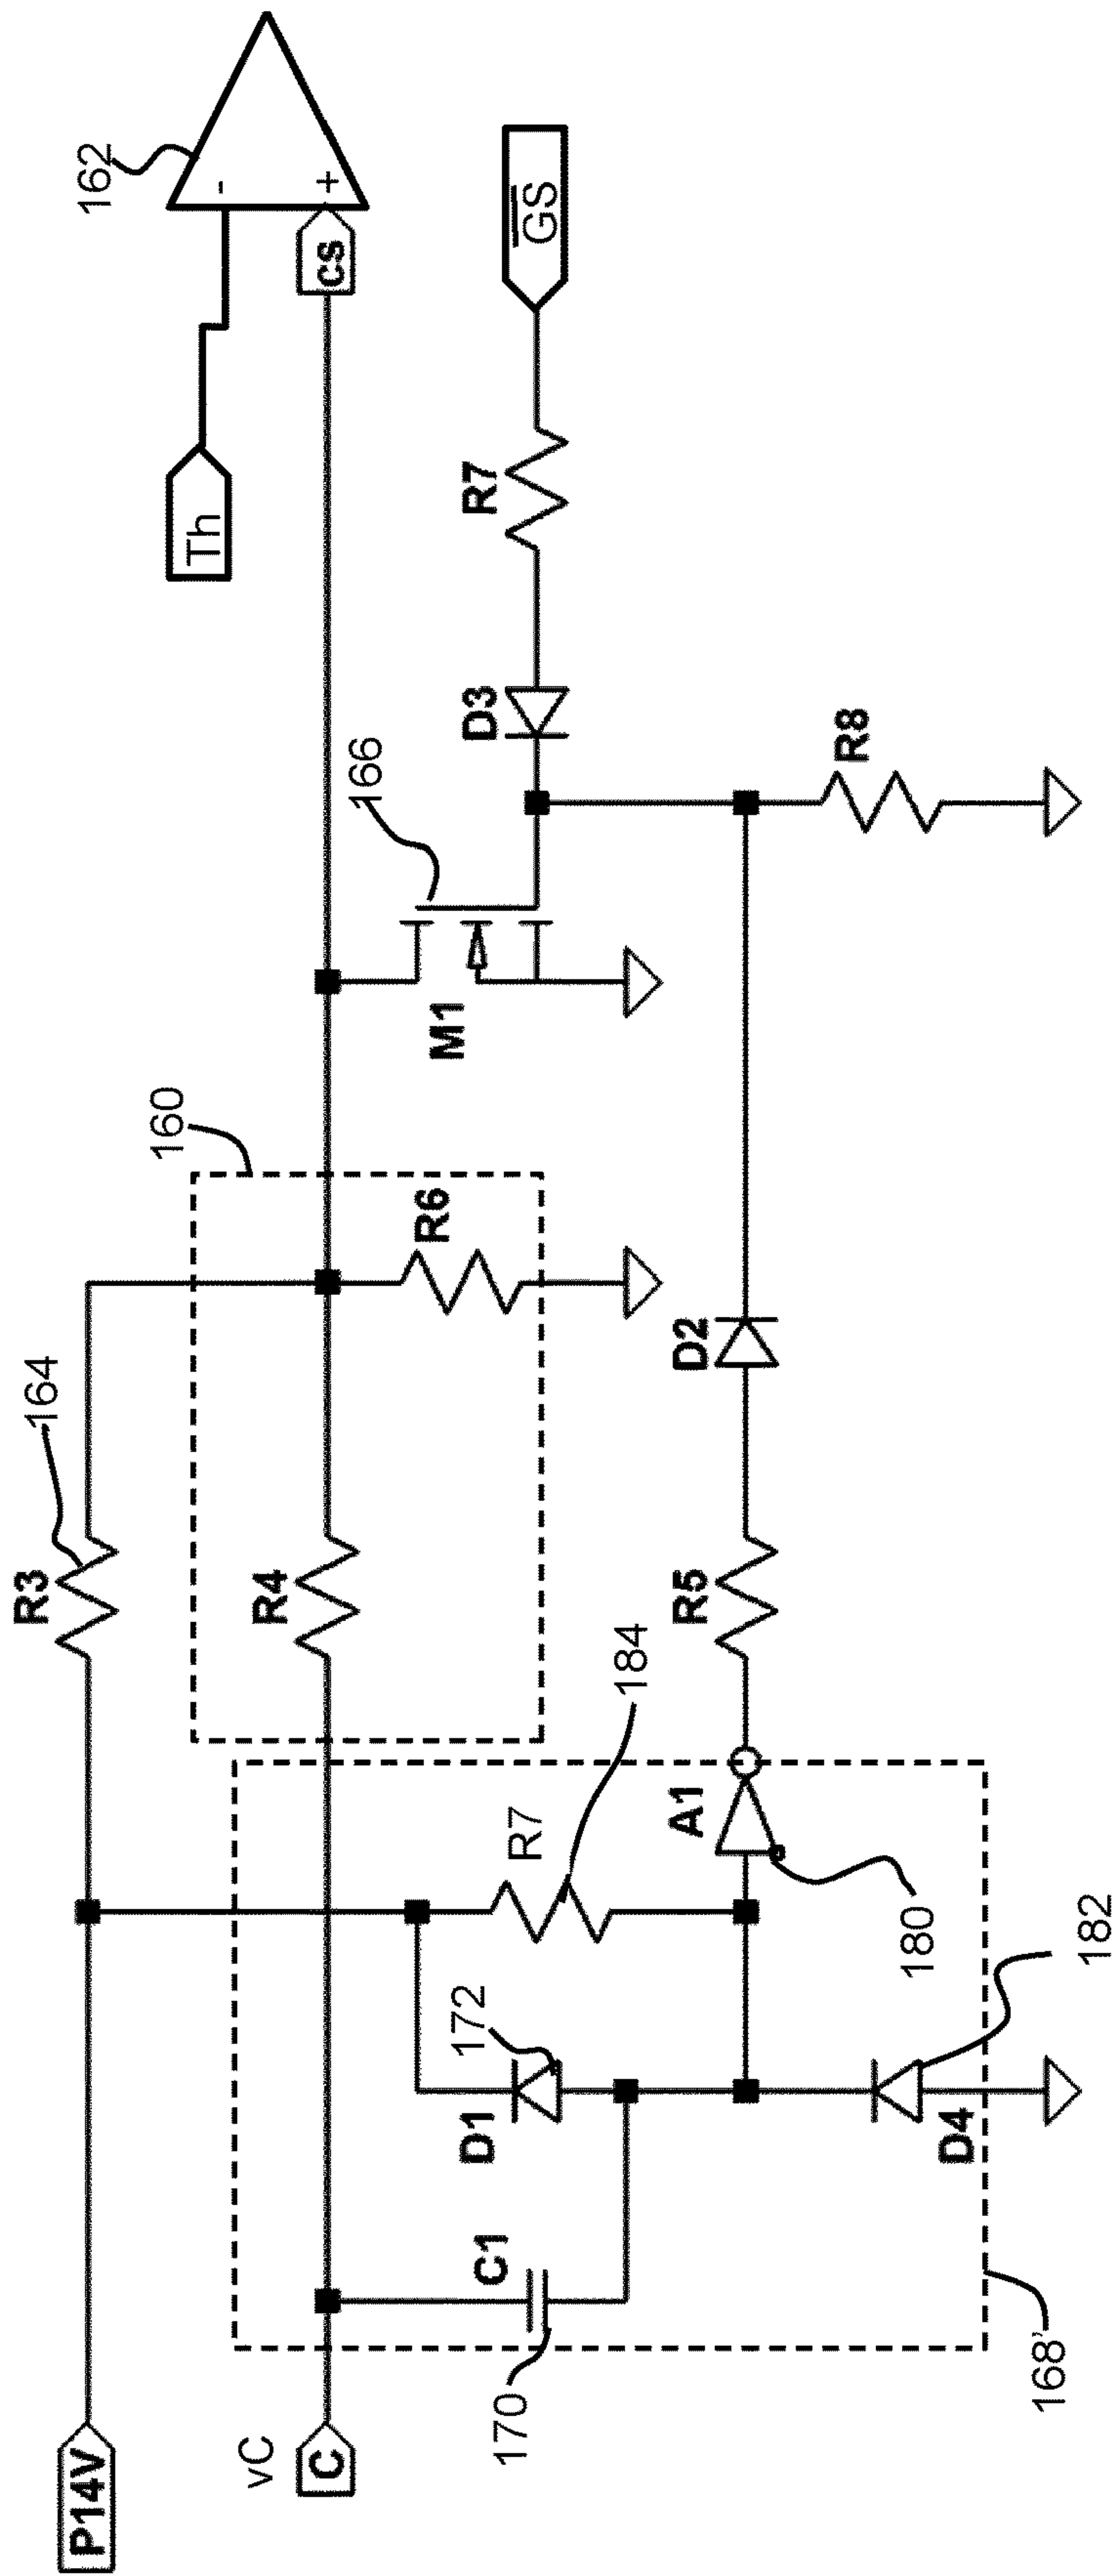 P14V
R3
164
vC
C
160
R4
R6
CS
Th
162
-
+
C1
170
D1
172
R7
184
A1
180
D4
182
168'
R5
D2
M1
166
D3
R7
G̅S̅
R8